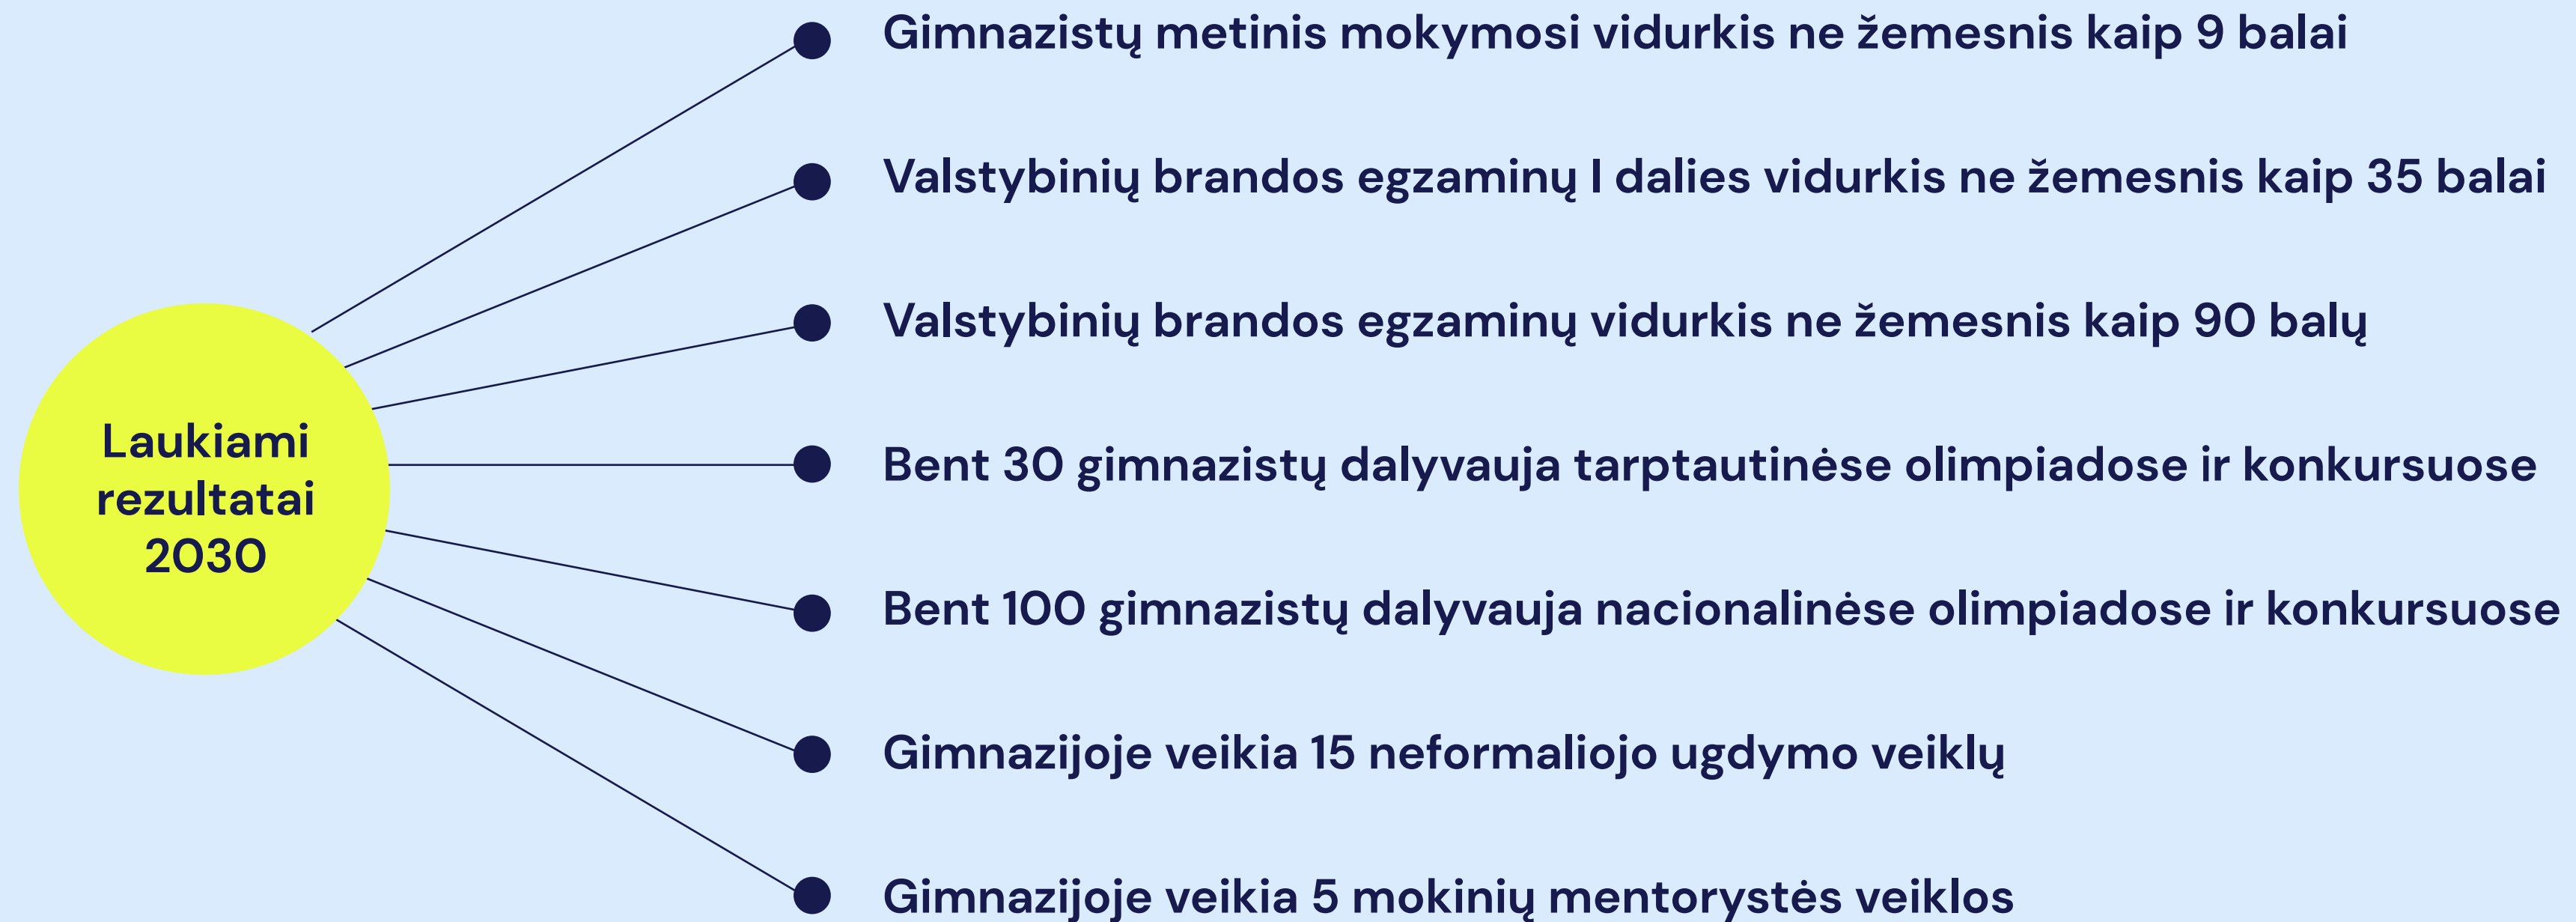 Laukiami
rezultatai
2030
Gimnazistų metinis mokymosi vidurkis ne žemesnis kaip 9 balai
Valstybinių brandos egzaminų I dalies vidurkis ne žemesnis kaip 35 balai
Valstybinių brandos egzaminų vidurkis ne žemesnis kaip 90 balų
Bent 30 gimnazistų dalyvauja tarptautinėse olimpiadose ir konkursuose
Bent 100 gimnazistų dalyvauja nacionalinėse olimpiadose ir konkursuose
Gimnazijoje veikia 15 neformaliojo ugdymo veiklų
Gimnazijoje veikia 5 mokinių mentorystės veiklos